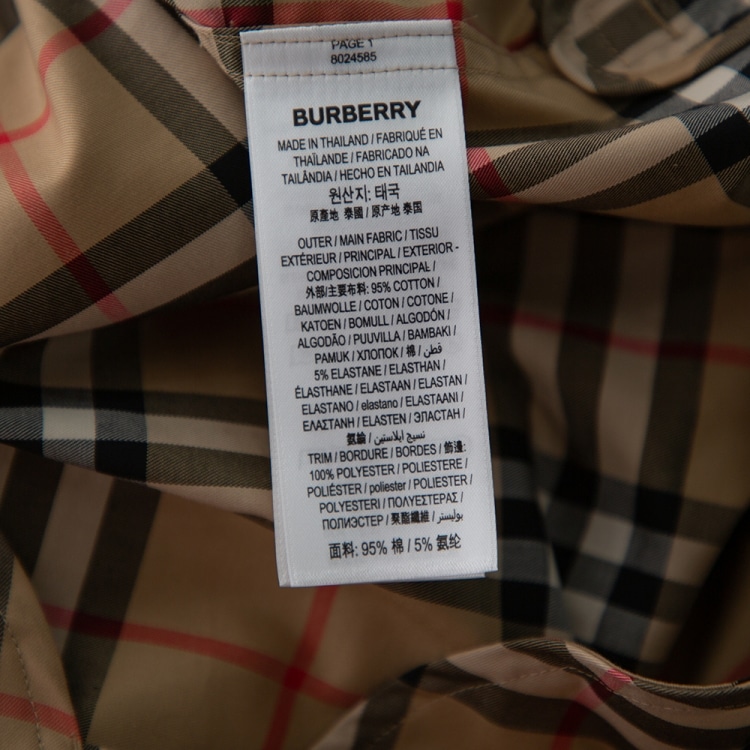 PAGE 1
8024585
BURBERRY
MADE IN THAILAND / FABRIQUÉ EN
THAÏLANDE / FABRICADO NA
TAILÂNDIA / HECHO EN TAILANDIA
원산지: 태국
原產地 泰國 / 原产地 泰国
OUTER / MAIN FABRIC / TISSU
EXTÉRIEUR / PRINCIPAL / EXTERIOR -
COMPOSICION PRINCIPAL /
外部/主要布料: 95% COTTON /
BAUMWOLLE / COTON / COTONE /
KATOEN / BOMULL / ALGODÓN /
ALGODÃO / PUUVILLA / BAMBAKI /
PAMUK / ХЛОПОК / 棉 / قطن
5% ELASTANE / ELASTHAN /
ÉLASTHANE / ELASTAAN / ELASTAN /
ELASTANO / elastano / ELASTAANI /
ΕΛΑΣΤΑΝΗ / ELASTEN / ЭЛАСТАН /
氨綸 / نسيج ايلاستين
TRIM / BORDURE / BORDES / 飾邊:
100% POLYESTER / POLIESTERE /
POLIÉSTER / poliester / POLIÉSTER /
POLYESTERI / ΠΟΛΥΕΣΤΕΡΑΣ /
ПОЛИЭСТЕР / 聚酯纖維 / بوليستر
面料: 95% 棉 / 5% 氨纶